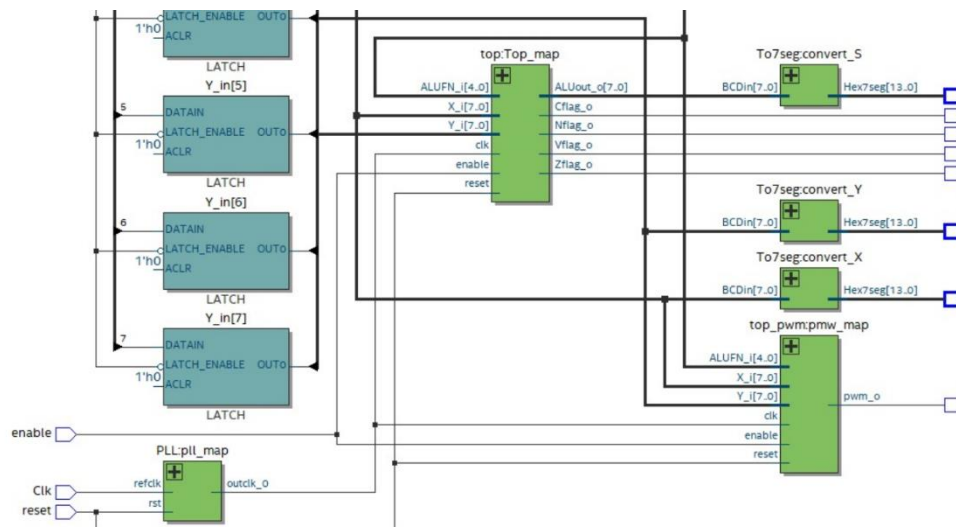 LATCH_ENABLE OUT0
1'h0
ACLR
LATCH
Y_in[5]
5
DATAIN
LATCH_ENABLE OUT0
1'h0
ACLR
LATCH
Y_in[6]
6
DATAIN
LATCH_ENABLE OUT0
1'h0
ACLR
LATCH
Y_in[7]
7
DATAIN
LATCH_ENABLE OUT0
1'h0
ACLR
LATCH
enable
PLL:pll_map
Clk
refclk outclk_0
reset
rst
top:Top_map
ALUFN_i[4..0] ALUout_o[7..0]
X_i[7..0] Cflag_o
Y_i[7..0] Nflag_o
clk Vflag_o
enable Zflag_o
reset
To7seg:convert_S
BCDin[7..0] Hex7seg[13..0]
To7seg:convert_Y
BCDin[7..0] Hex7seg[13..0]
To7seg:convert_X
BCDin[7..0] Hex7seg[13..0]
top_pwm:pmw_map
ALUFN_i[4..0]
X_i[7..0]
Y_i[7..0] pwm_o
clk
enable
reset